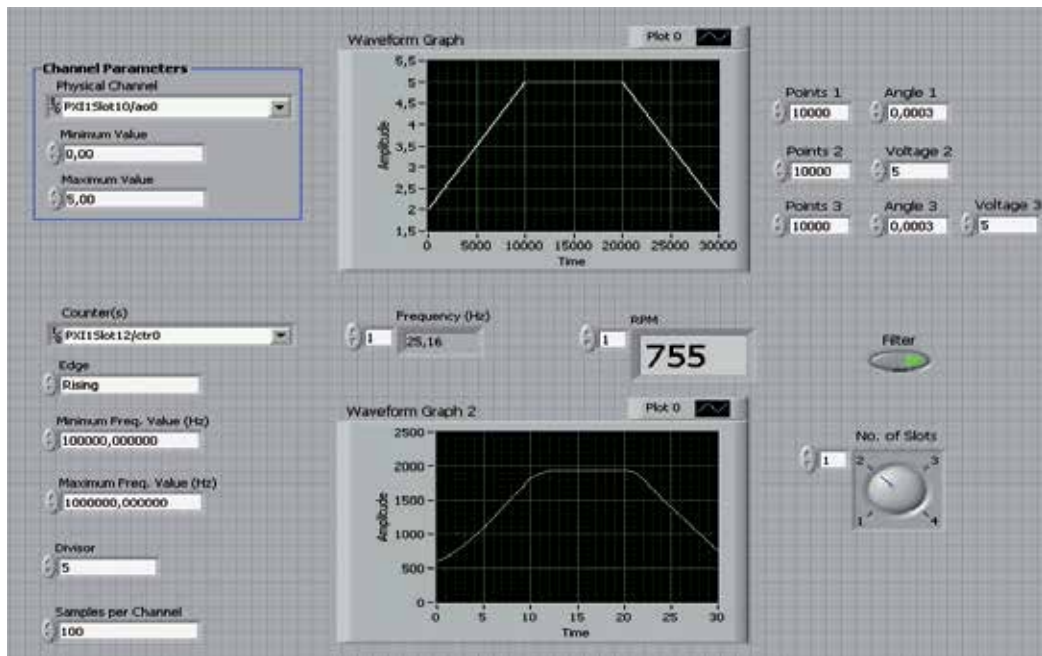 Waveform Graph
Plot 0
Channel Parameters
Physical Channel
PXI1Slot10/ao0
Minimum Value
0,00
Maximum Value
5,00
5,5
5
4,5
4
3,5
3
2,5
2
1,5
Amplitude
0 5000 10000 15000 20000 25000 30000
Time
Points 1 Angle 1
10000 0,0003
Points 2 Voltage 2
10000 5
Points 3 Angle 3 Voltage 3
10000 0,0003 5
Counter(s)
PXI1Slot12/ctr0
Edge
Rising
Minimum Freq. Value (Hz)
100000,000000
Maximum Freq. Value (Hz)
1000000,000000
Divisor
5
Samples per Channel
100
Frequency (Hz)
1 25,16
RPM
1 755
Filter
Waveform Graph 2
Plot 0
2500
2000
1500
1000
500
0
Amplitude
0 5 10 15 20 25 30
Time
No. of Slots
1
2 3
1 4